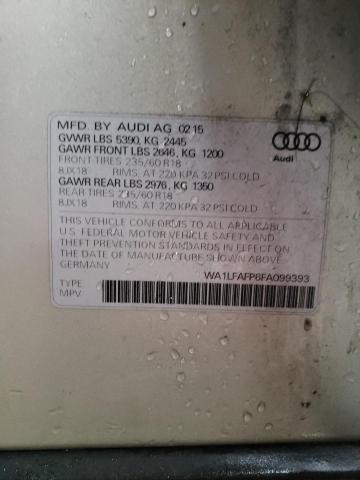 MFD. BY AUDI AG 02 15
GVWR LBS 5390, KG 2445
GAWR FRONT LBS 2646, KG 1200
FRONT TIRES 235/60 R18
8JX18 RIMS. AT 220 KPA 32 PSI COLD
GAWR REAR LBS 2976, KG 1350
REAR TIRES 235/60 R18
8JX18 RIMS. AT 220 KPA 32 PSI COLD
Audi
THIS VEHICLE CONFORMS TO ALL APPLICABLE
U.S. FEDERAL MOTOR VEHICLE SAFETY AND
THEFT PREVENTION STANDARDS IN EFFECT ON
THE DATE OF MANUFACTURE SHOWN ABOVE
GERMANY
WA1LFAFP6FA099393
TYPE
MPV